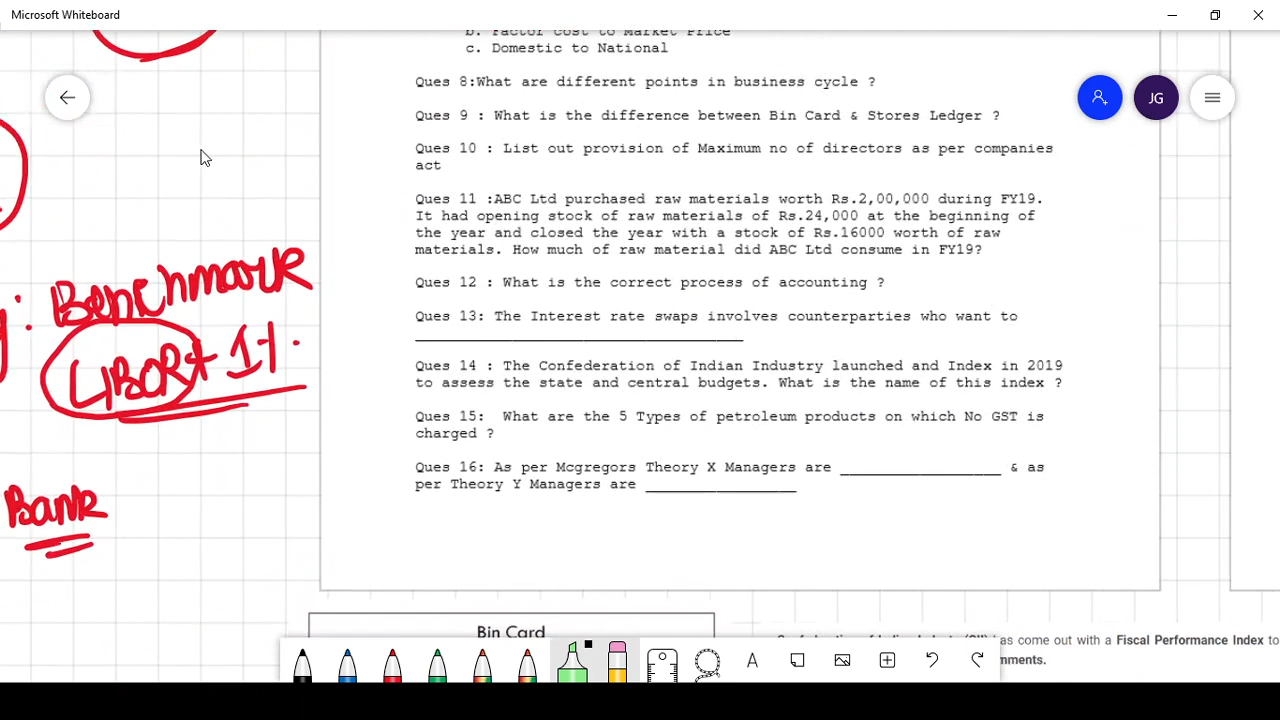 Microsoft Whiteboard
b. Factor cost to Market Price
c. Domestic to National
Ques 8:What are different points in business cycle ?
JG
Ques 9 : What is the difference between Bin Card & Stores Ledger ?
Ques 10 : List out provision of Maximum no of directors as per companies
act
Ques 11 :ABC Ltd purchased raw materials worth Rs.2,00,000 during FY19.
It had opening stock of raw materials of Rs.24,000 at the beginning of
the year and closed the year with a stock of Rs.16000 worth of raw
materials. How much of raw material did ABC Ltd consume in FY19?
Benchmark
LIBOR + 1%.
Ques 12 : What is the correct process of accounting ?
Ques 13: The Interest rate swaps involves counterparties who want to
_____________________________________
Ques 14 : The Confederation of Indian Industry launched and Index in 2019
to assess the state and central budgets. What is the name of this index ?
Ques 15:  What are the 5 Types of petroleum products on which No GST is
charged ?
Ques 16: As per Mcgregors Theory X Managers are __________________ & as
per Theory Y Managers are _________________
Bank
Bin Card
as come out with a Fiscal Performance Index to
nments.